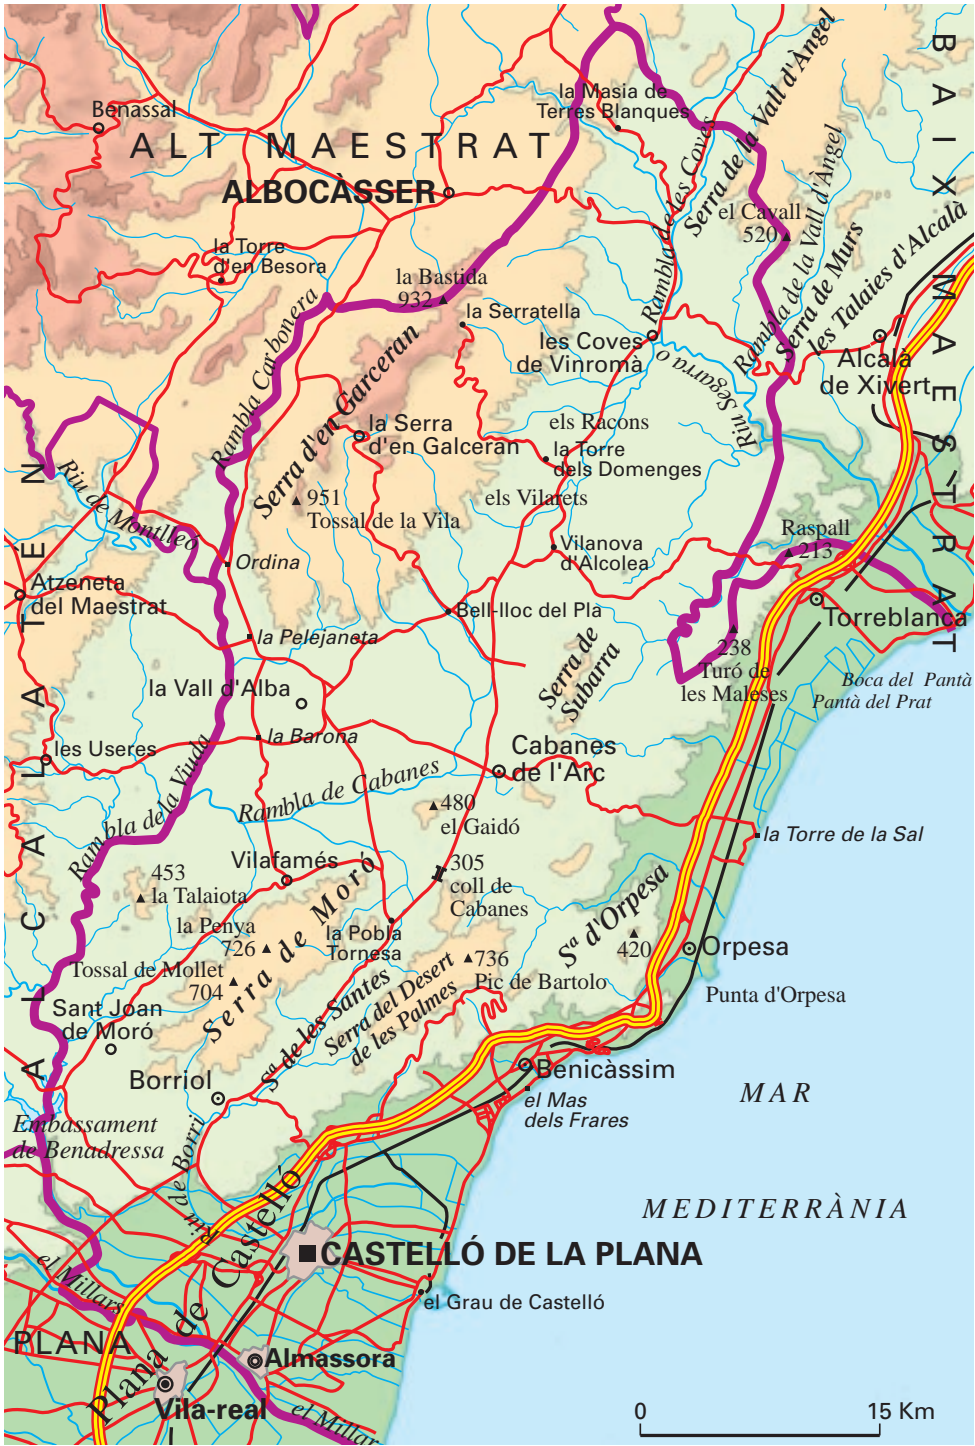 Benassal
ALT MAESTRAT
ALBOCÀSSER
la Torre
d'en Besora
la Masia de
Terres Blanques
Rambla de les Coves
Serra de la Vall d'Àngel
BAIX MAESTRAT
el Cavall
520
Rambla de la Vall d'Àngel
Serra de Murs
les Talaies d'Alcalà
Alcalà
de Xivert
la Bastida
932
la Serratella
les Coves
de Vinromà
Riu Segarra o
Rambla Carbonera
Serra d'en Garceran
la Serra
d'en Galceran
els Racons
la Torre
dels Domenges
els Vilarets
951
Tossal de la Vila
Vilanova
d'Alcolea
Raspall
213
Riu de Montlleó
Ordina
Atzeneta
del Maestrat
L'ALCALATÉN
la Pelejaneta
Bell-lloc del Pla
Torreblanca
238
Turó de
les Maleses
Boca del Pantà
Pantà del Prat
Serra de
Subarra
la Vall d'Alba
la Barona
les Useres
Cabanes
de l'Arc
Rambla de Cabanes
Rambla de la Viuda
480
el Gaidó
la Torre de la Sal
305
coll de
Cabanes
Vilafamés
453
la Talaiota
la Penya
726
Tossal de Mollet
704
Serra de Moró
la Pobla
Tornesa
736
Pic de Bartolo
Sª d'Orpesa
420
Orpesa
Punta d'Orpesa
Sant Joan
de Moró
Sª de les Santes
Serra del Desert
de les Palmes
Borriol
Benicàssim
el Mas
dels Frares
MAR
MEDITERRÀNIA
Embassament
de Benadressa
Riu de Borriol
Plana de Castelló
CASTELLÓ DE LA PLANA
el Grau de Castelló
el Millars
PLANA
Almassora
Vila-real
el Millar
0 15 Km